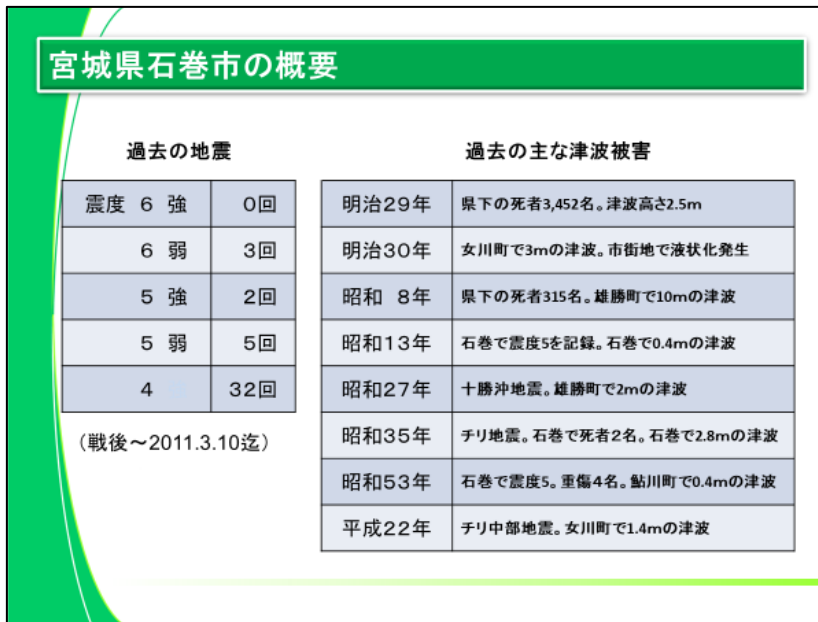 宮城県石巻市の概要
過去の地震
震度 6 強 0回
6 弱 3回
5 強 2回
5 弱 5回
4 32回
(戦後～2011.3.10迄)
過去の主な津波被害
明治29年 県下の死者3,452名。津波高さ2.5m
明治30年 女川町で3mの津波。市街地で液状化発生
昭和 8年 県下の死者315名。雄勝町で10mの津波
昭和13年 石巻で震度5を記録。石巻で0.4mの津波
昭和27年 十勝沖地震。雄勝町で2mの津波
昭和35年 チリ地震。石巻で死者2名。石巻で2.8mの津波
昭和53年 石巻で震度5。重傷4名。鮎川町で0.4mの津波
平成22年 チリ中部地震。女川町で1.4mの津波